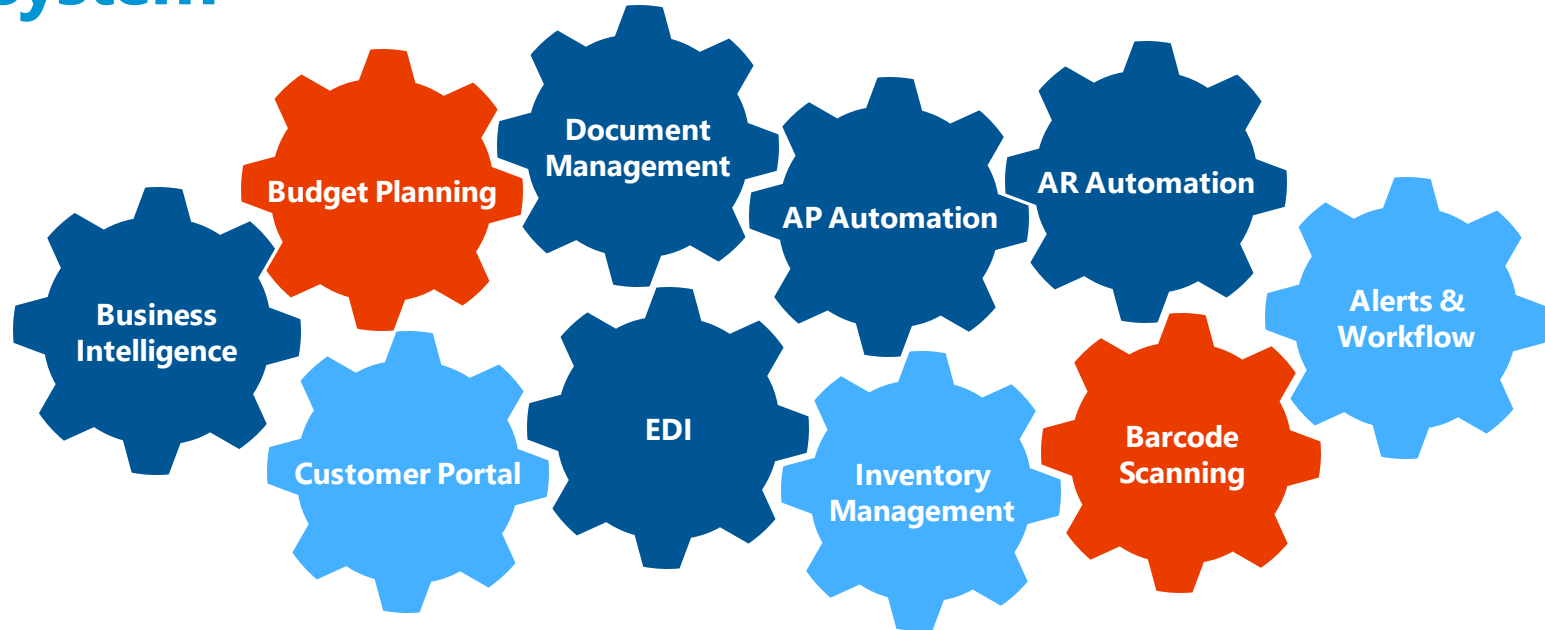 system
Budget Planning
Document
Management
AP Automation
AR Automation
Business
Intelligence
Alerts &
Workflow
Customer Portal
EDI
Inventory
Management
Barcode
Scanning